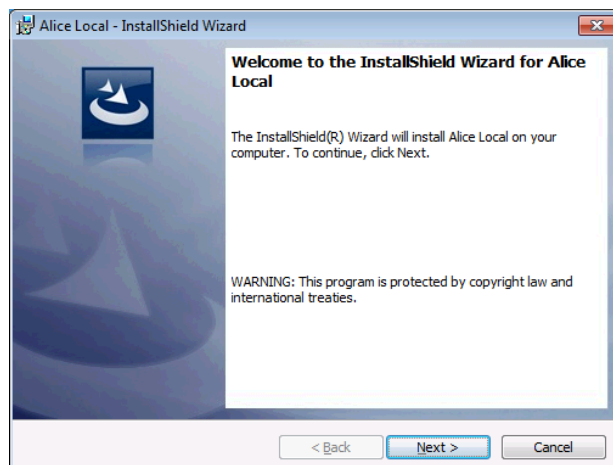 Alice Local - InstallShield Wizard
Welcome to the InstallShield Wizard for Alice
Local
The InstallShield(R) Wizard will install Alice Local on your
computer. To continue, click Next.
WARNING: This program is protected by copyright law and
international treaties.
< Back
Next >
Cancel